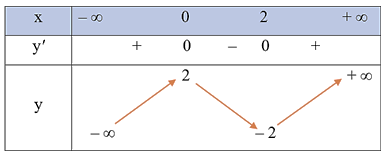 x − ∞ 0 2 + ∞
y′ + 0 − 0 +
2 + ∞
y
− ∞ − 2